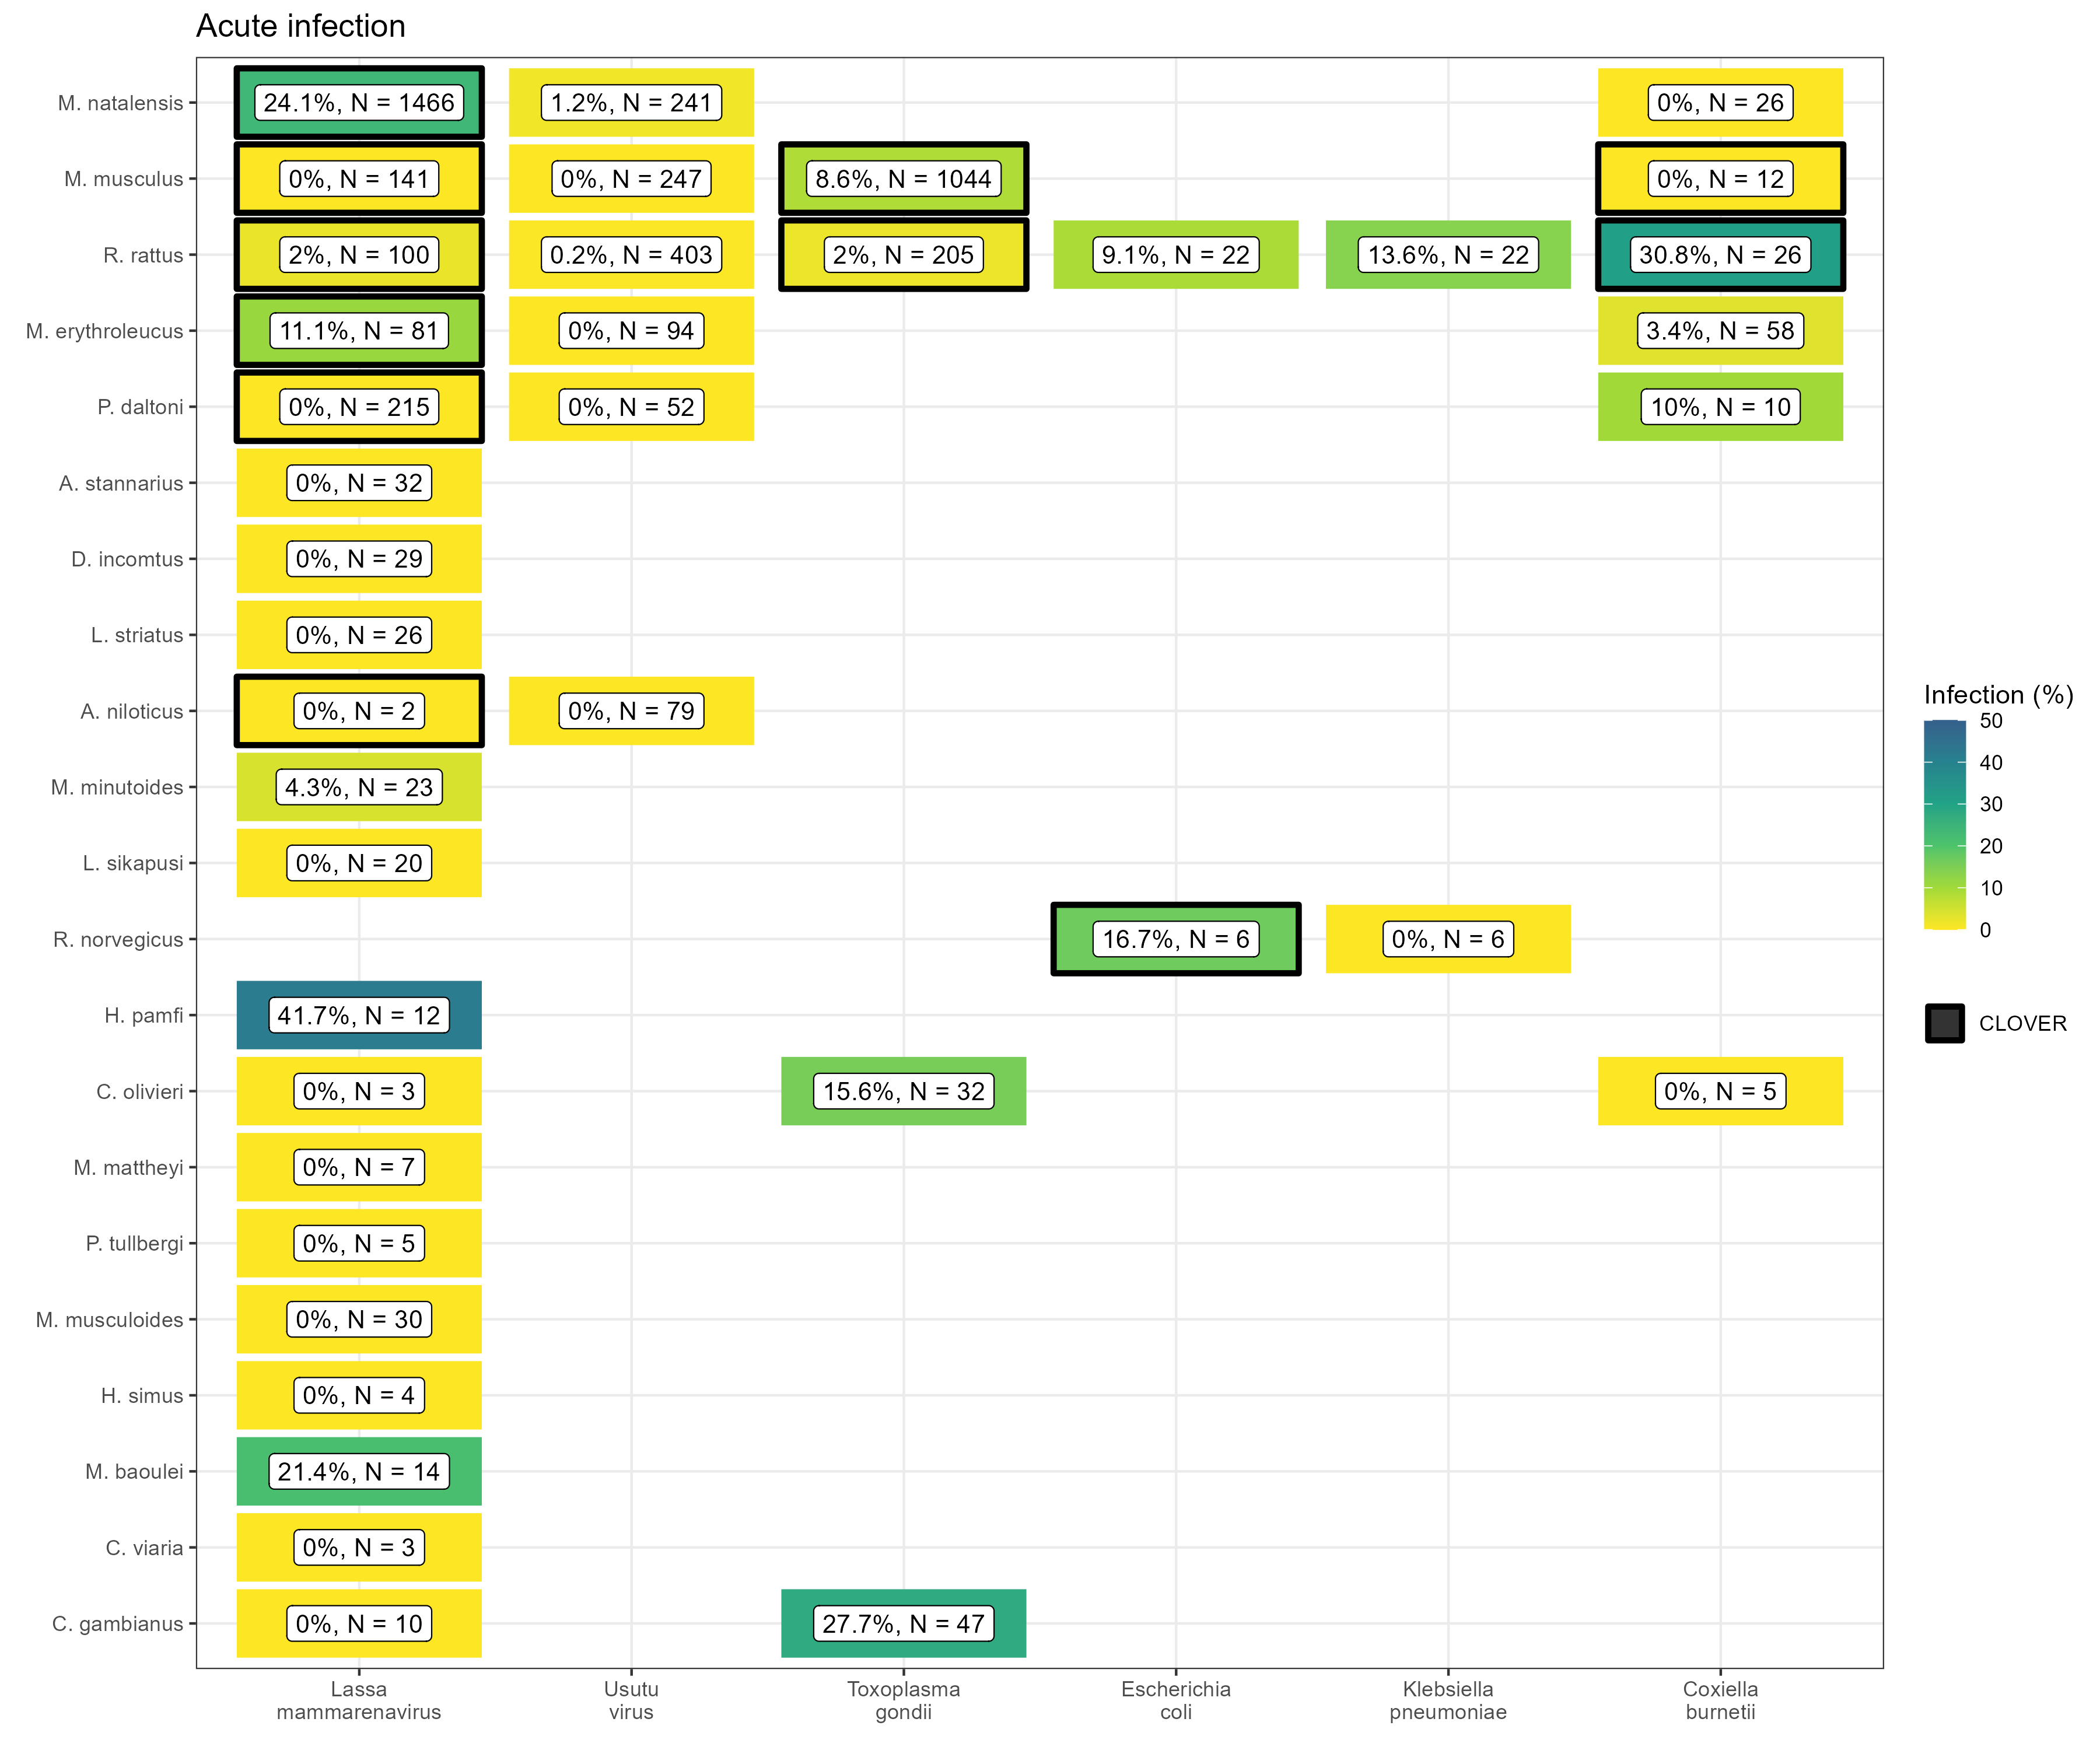 Acute infection
M. natalensis
24.1%, N = 1466
1.2%, N = 241
0%, N = 26
M. musculus
0%, N = 141
0%, N = 247
8.6%, N = 1044
0%, N = 12
R. rattus
2%, N = 100
0.2%, N = 403
2%, N = 205
9.1%, N = 22
13.6%, N = 22
30.8%, N = 26
M. erythroleucus
11.1%, N = 81
0%, N = 94
3.4%, N = 58
P. daltoni
0%, N = 215
0%, N = 52
10%, N = 10
A. stannarius
0%, N = 32
D. incomtus
0%, N = 29
L. striatus
0%, N = 26
A. niloticus
0%, N = 2
0%, N = 79
M. minutoides
4.3%, N = 23
L. sikapusi
0%, N = 20
R. norvegicus
16.7%, N = 6
0%, N = 6
H. pamfi
41.7%, N = 12
C. olivieri
0%, N = 3
15.6%, N = 32
0%, N = 5
M. mattheyi
0%, N = 7
P. tullbergi
0%, N = 5
M. musculoides
0%, N = 30
H. simus
0%, N = 4
M. baoulei
21.4%, N = 14
C. viaria
0%, N = 3
C. gambianus
0%, N = 10
27.7%, N = 47
Lassa
mammarenavirus
Usutu
virus
Toxoplasma
gondii
Escherichia
coli
Klebsiella
pneumoniae
Coxiella
burnetii
Infection (%)
50
40
30
20
10
0
CLOVER